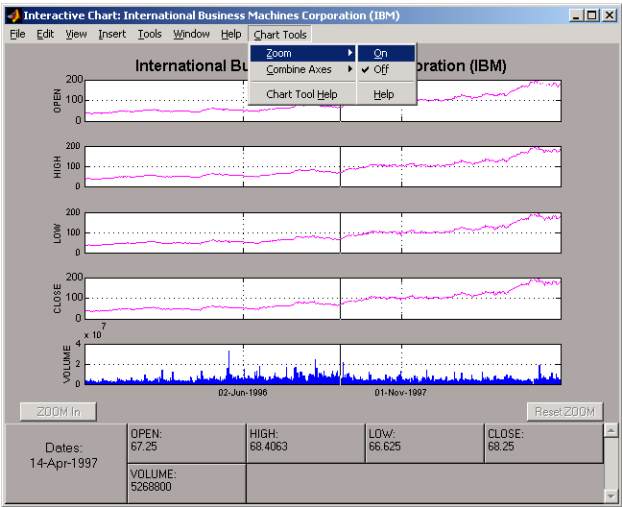 Interactive Chart: International Business Machines Corporation (IBM)
File Edit View Insert Tools Window Help Chart Tools
Zoom On
Combine Axes Off
Chart Tool Help Help
International Bu oration (IBM)
200
100
0
OPEN
200
100
0
HIGH
200
100
0
LOW
200
100
0
CLOSE
x 10^7
4
2
0
VOLUME
02-Jun-1996 01-Nov-1997
ZOOM In Reset ZOOM
Dates:
14-Apr-1997
OPEN:
67.25
HIGH:
68.4063
LOW:
66.625
CLOSE:
68.25
VOLUME:
5268800